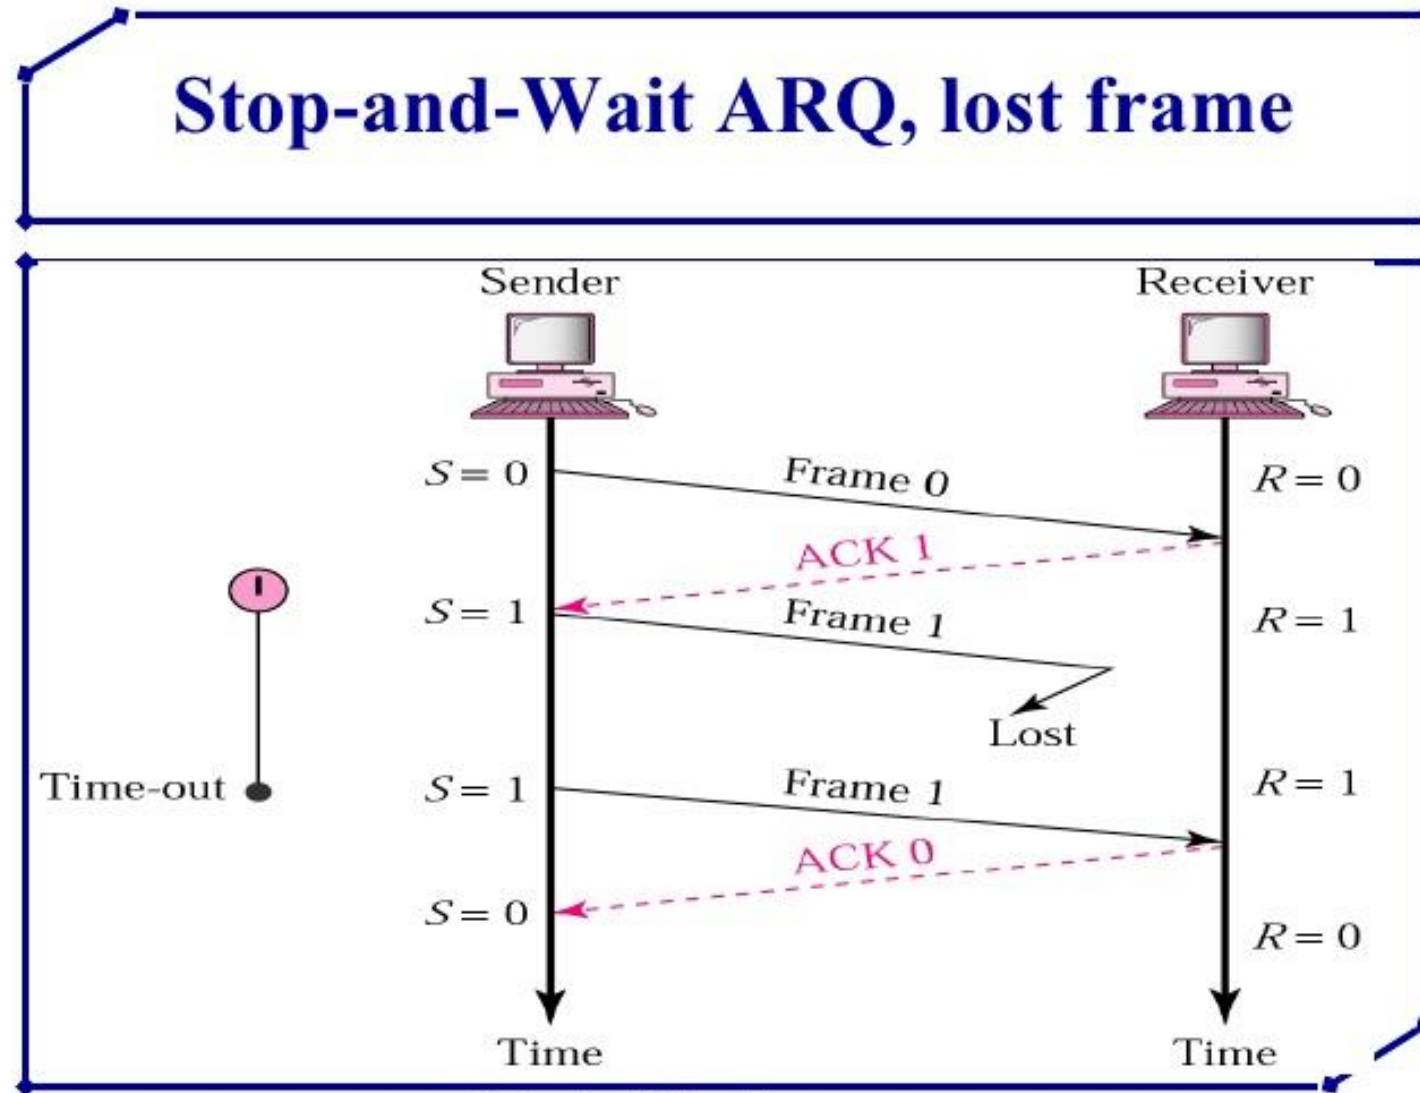 Stop-and-Wait ARQ, lost frame
Sender
Receiver
S = 0
Frame 0
R = 0
ACK 1
S = 1
Frame 1
R = 1
Lost
Time-out
S = 1
Frame 1
R = 1
ACK 0
S = 0
R = 0
Time
Time